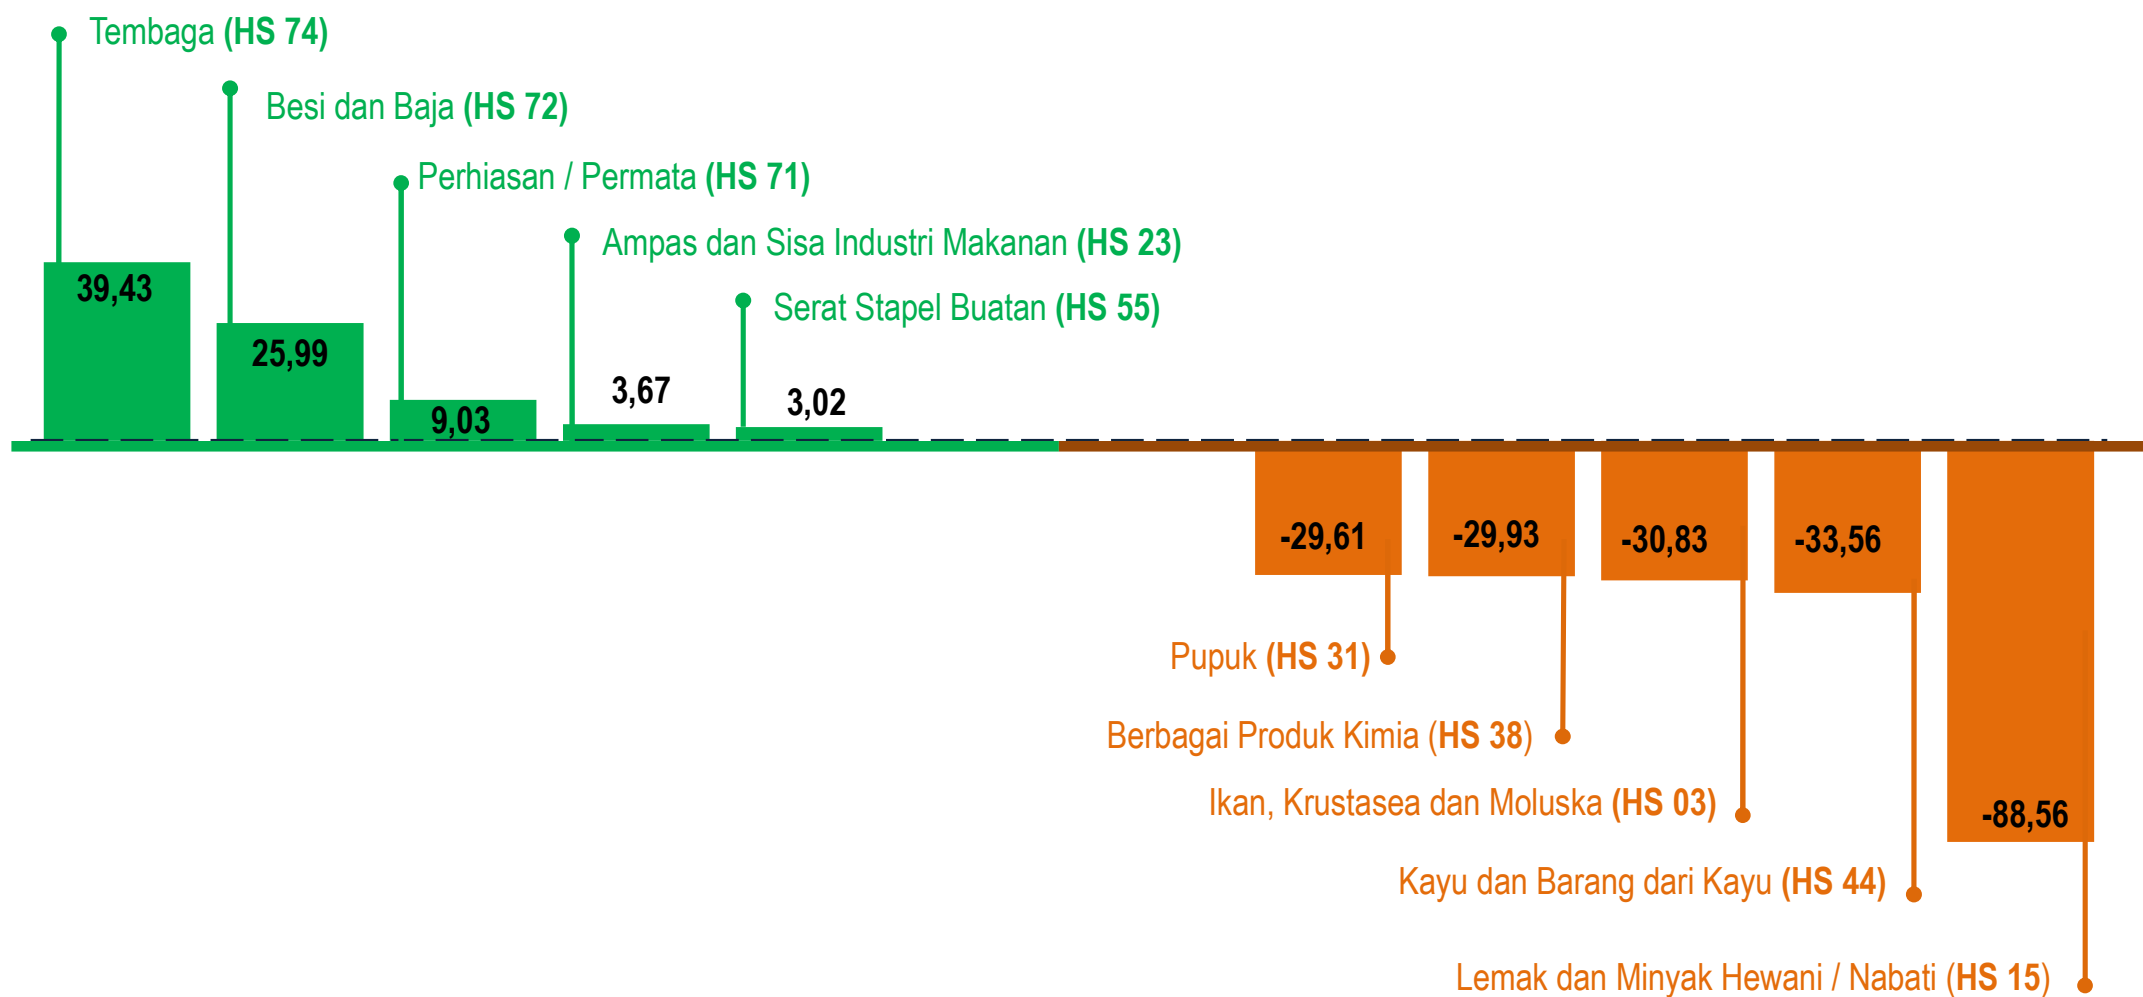 Tembaga (HS 74)
Besi dan Baja (HS 72)
Perhiasan / Permata (HS 71)
Ampas dan Sisa Industri Makanan (HS 23)
Serat Stapel Buatan (HS 55)
39,43
25,99
9,03
3,67
3,02
-29,61
-29,93
-30,83
-33,56
-88,56
Pupuk (HS 31)
Berbagai Produk Kimia (HS 38)
Ikan, Krustasea dan Moluska (HS 03)
Kayu dan Barang dari Kayu (HS 44)
Lemak dan Minyak Hewani / Nabati (HS 15)